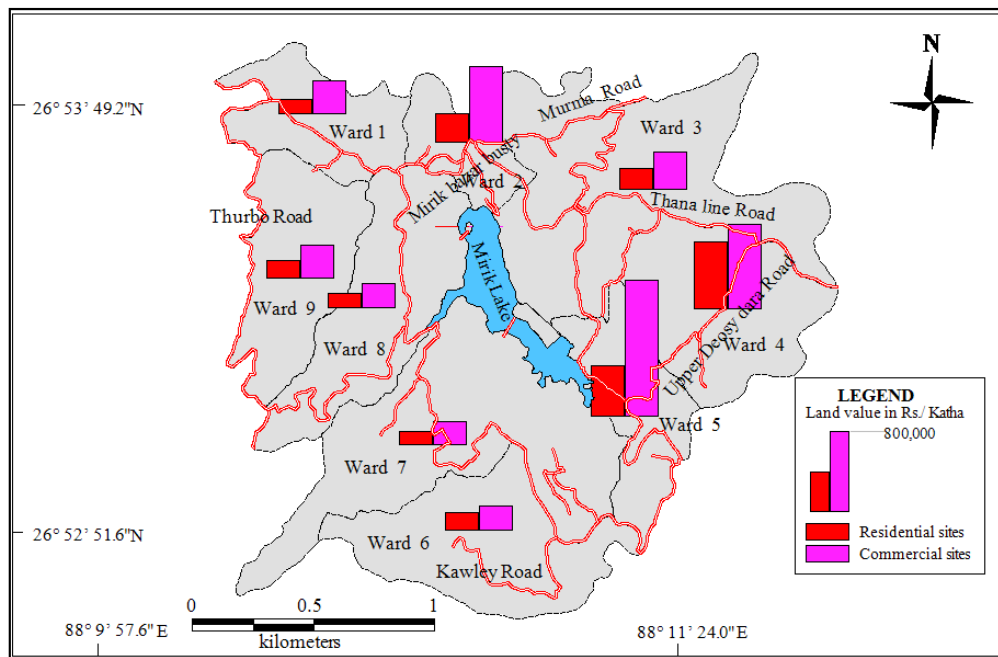 N
26° 53' 49.2"N
Murma Road
Ward 1
Ward 3
Mirik bazar busty
Ward 2
Thana line Road
Thurbo Road
Mirik Lake
Upper Deosy dara Road
Ward 9
Ward 8
Ward 4
LEGEND
Land value in Rs./ Katha
800,000
Ward 5
Ward 7
26° 52' 51.6"N
Residential sites
Ward 6
Commercial sites
Kawley Road
0 0.5 1
kilometers
88° 9' 57.6"E
88° 11' 24.0"E